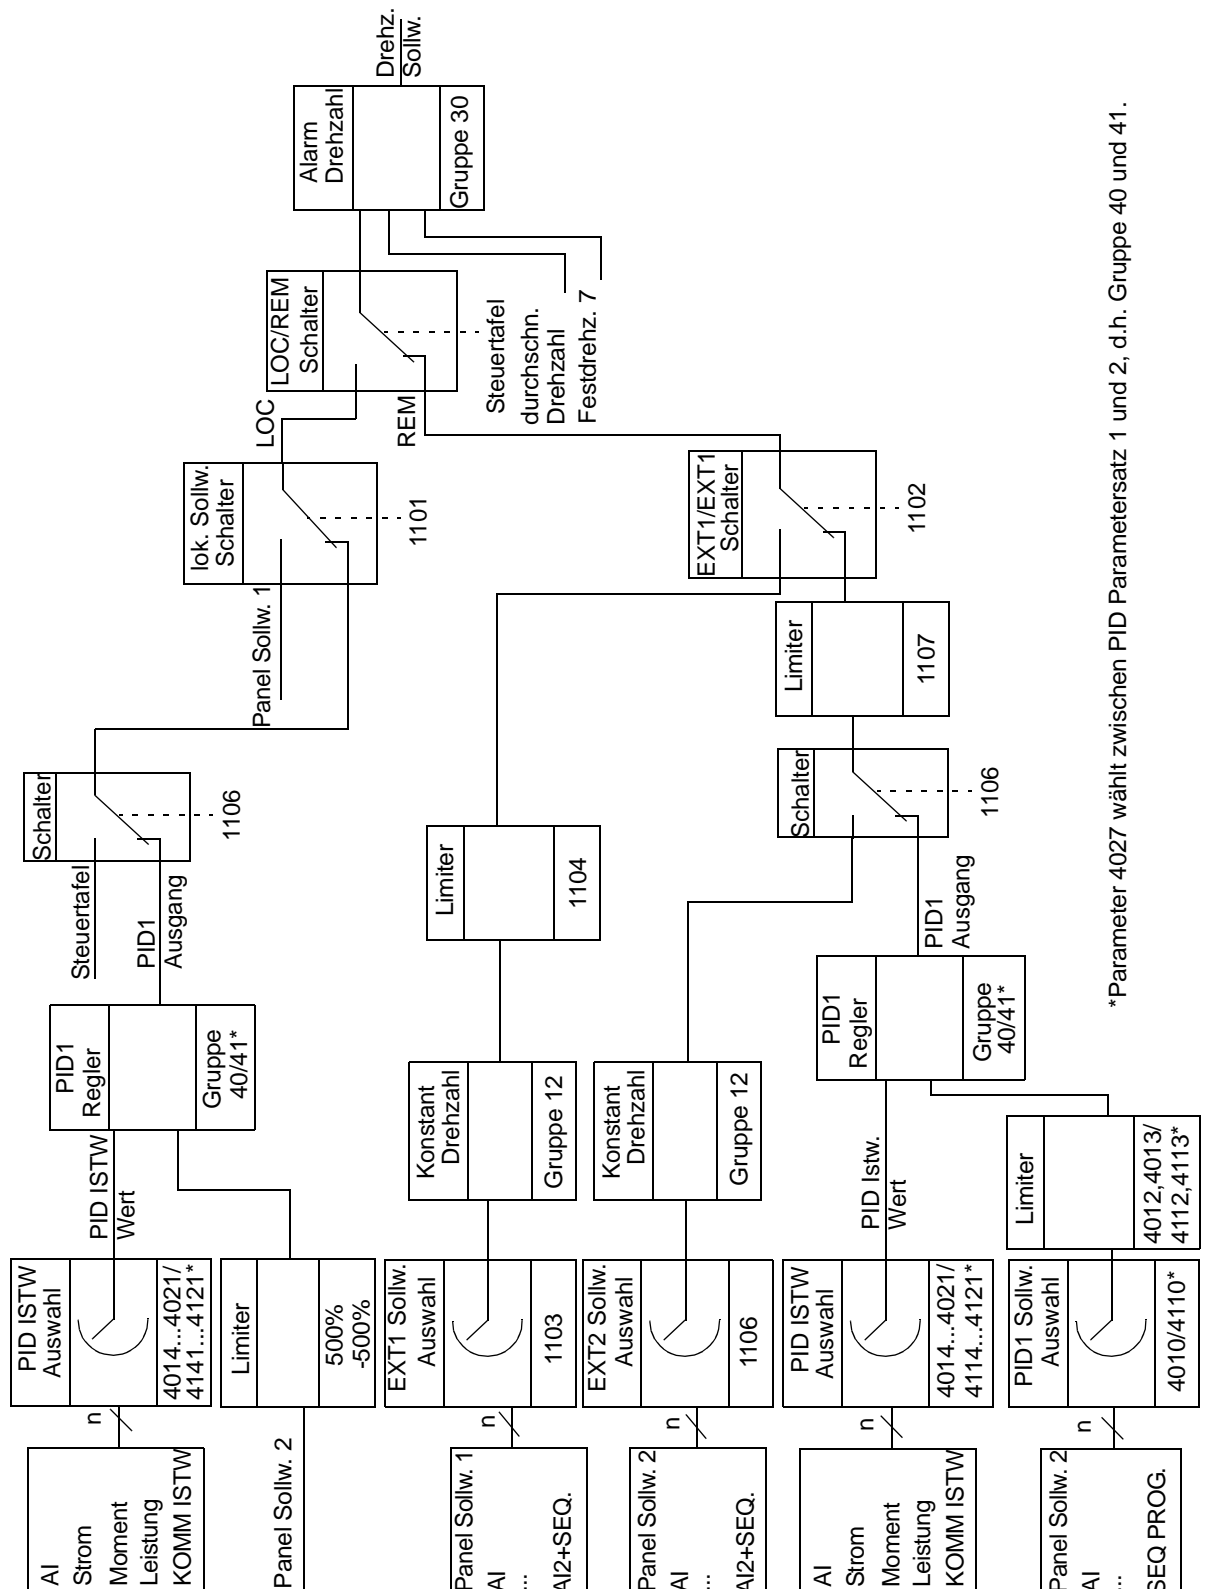 AI
Strom
Moment
Leistung
KOMM ISTW
n
PID ISTW
Auswahl
4014...4021/
4141...4121*
PID ISTW
Wert
PID1
Regler
Gruppe
40/41*
Steuertafel
PID1
Ausgang
Schalter
1106
Panel Sollw. 2
Limiter
500%
-500%
Panel Sollw. 1
lok. Sollw.
Schalter
1101
LOC
REM
LOC/REM
Schalter
Steuertafel
durchschn.
Drehzahl
Festdrehz. 7
Alarm
Drehzahl
Gruppe 30
Drehz.
Sollw.
Panel Sollw. 1
AI
...
AI2+SEQ.
n
EXT1 Sollw.
Auswahl
1103
Konstant
Drehzahl
Gruppe 12
Limiter
1104
Panel Sollw. 2
AI
...
AI2+SEQ.
n
EXT2 Sollw.
Auswahl
1106
Konstant
Drehzahl
Gruppe 12
EXT1/EXT1
Schalter
1102
Limiter
1107
Schalter
1106
AI
Strom
Moment
Leistung
KOMM ISTW
n
PID ISTW
Auswahl
4014...4021/
4114...4121*
PID Istw.
Wert
PID1
Regler
Gruppe
40/41*
PID1
Ausgang
Panel Sollw. 2
AI
...
SEQ PROG.
n
PID1 Sollw.
Auswahl
4010/4110*
Limiter
4012,4013/
4112,4113*
*Parameter 4027 wählt zwischen PID Parametersatz 1 und 2, d.h. Gruppe 40 und 41.